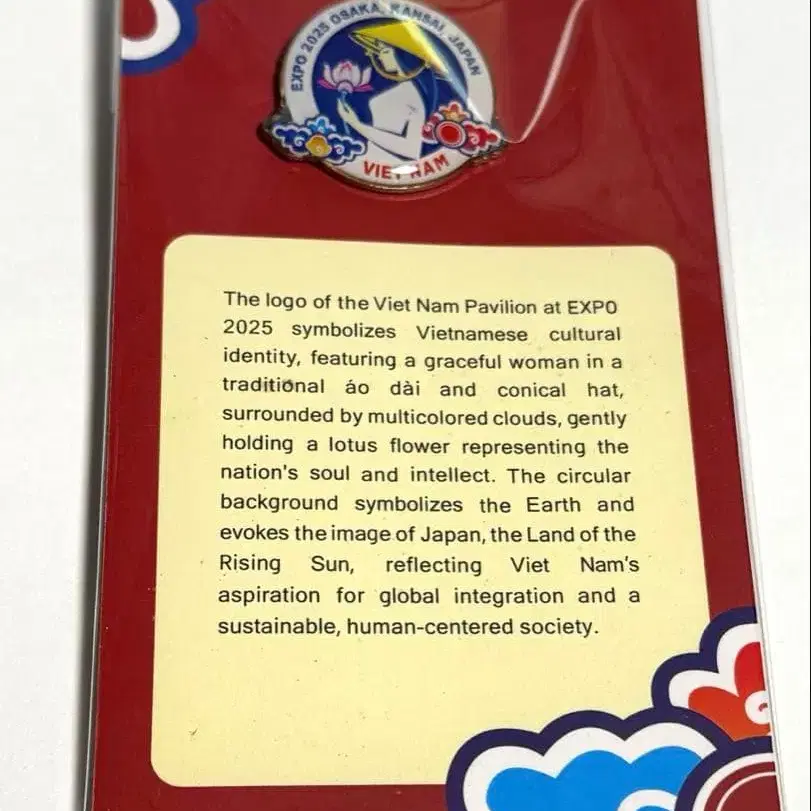 EXPO 2025 OSAKA, KANSAI, JAPAN
VIET NAM
The logo of the Viet Nam Pavilion at EXPO
2025 symbolizes Vietnamese cultural
identity, featuring a graceful woman in a
traditional áo dài and conical hat,
surrounded by multicolored clouds, gently
holding a lotus flower representing the
nation's soul and intellect. The circular
background symbolizes the Earth and
evokes the image of Japan, the Land of the
Rising Sun, reflecting Viet Nam's
aspiration for global integration and a
sustainable, human-centered society.